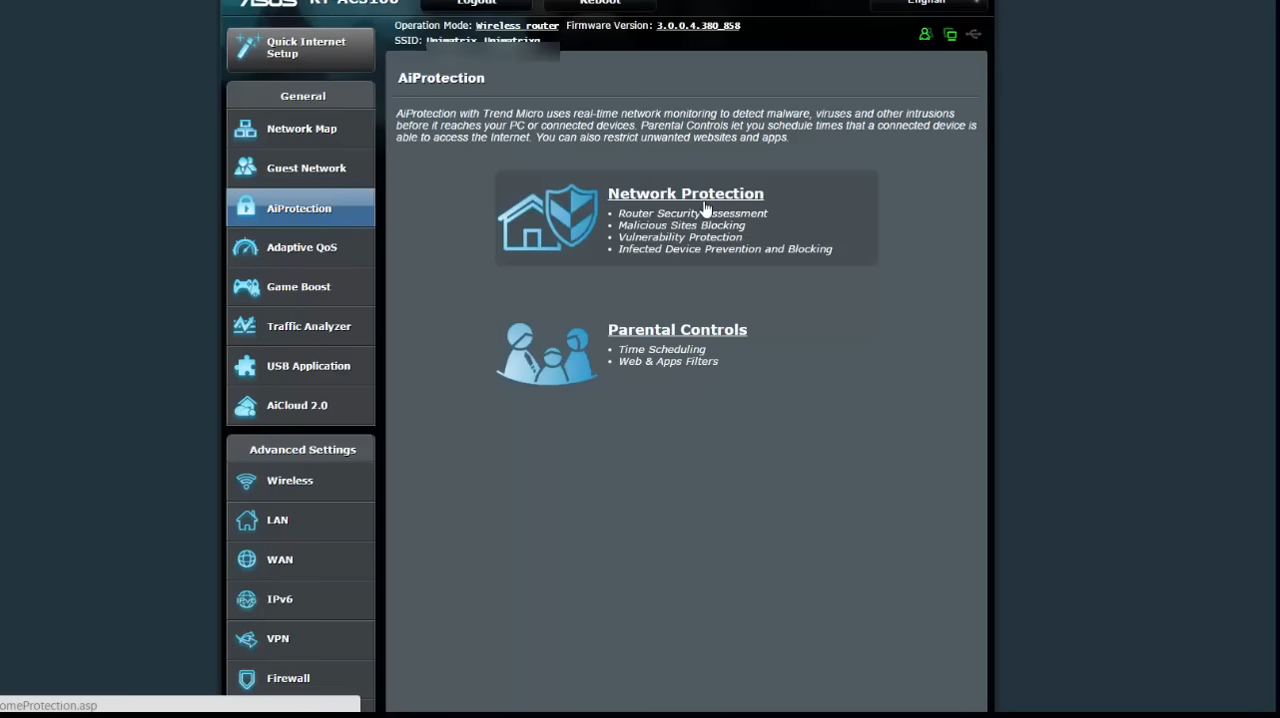 Logout
Reboot
English
Quick Internet
Setup
Operation Mode: Wireless router Firmware Version: 3.0.0.4.380_858
SSID:
General
Network Map
Guest Network
AiProtection
Adaptive QoS
Game Boost
Traffic Analyzer
USB Application
AiCloud 2.0
Advanced Settings
Wireless
LAN
WAN
IPv6
VPN
Firewall
AiProtection
AiProtection with Trend Micro uses real-time network monitoring to detect malware, viruses and other intrusions
before it reaches your PC or connected devices. Parental Controls let you schedule times that a connected device is
able to access the Internet. You can also restrict unwanted websites and apps.
Network Protection
• Router Security Assessment
• Malicious Sites Blocking
• Vulnerability Protection
• Infected Device Prevention and Blocking
Parental Controls
• Time Scheduling
• Web & Apps Filters
omeProtection.asp